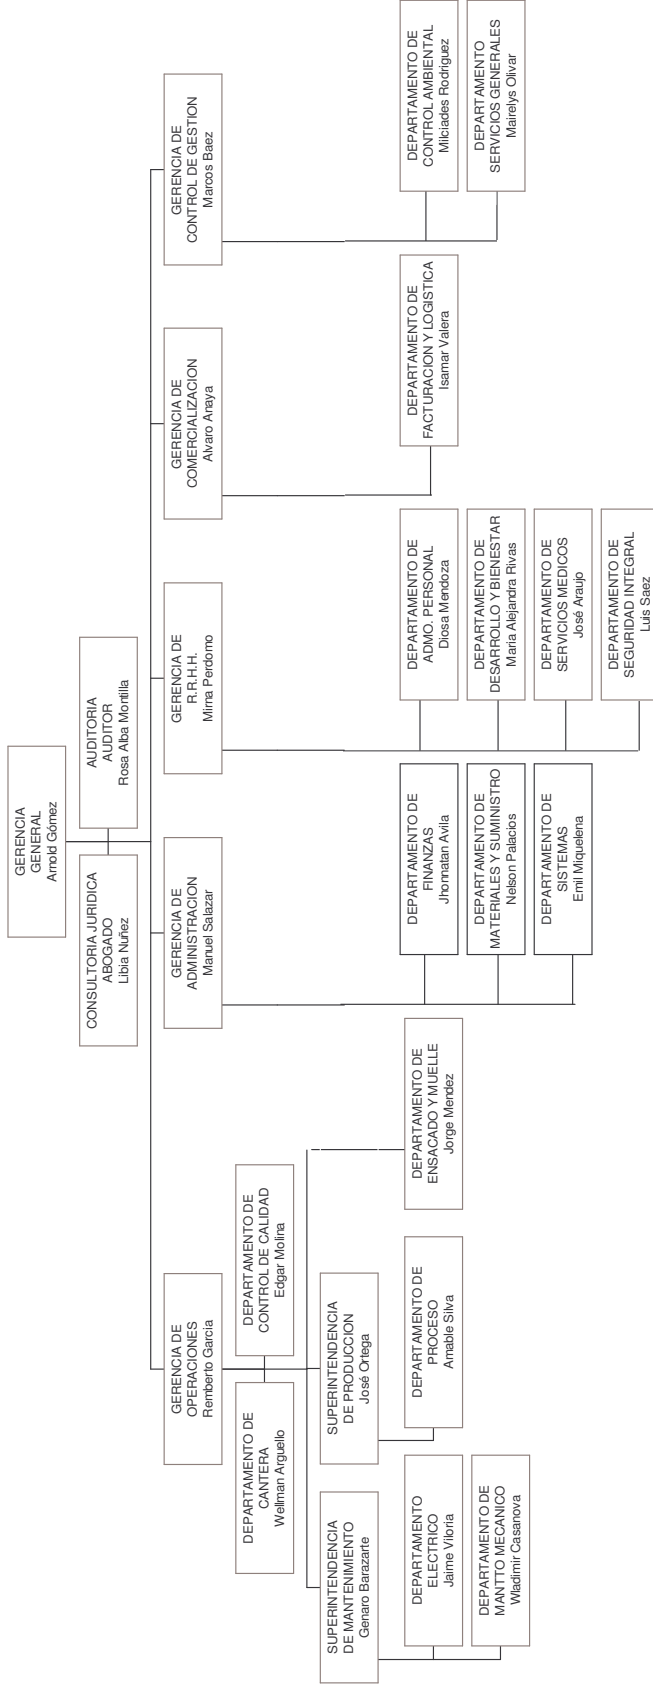 GERENCIA
GENERAL
Arnold Gómez
CONSULTORIA JURIDICA
ABOGADO
Libia Nuñez
AUDITORIA
AUDITOR
Rosa Alba Montilla
GERENCIA DE
OPERACIONES
Remberto Garcia
GERENCIA DE
ADMINISTRACION
Manuel Salazar
GERENCIA DE
R.R.H.H.
Mirna Perdomo
GERENCIA DE
COMERCIALIZACION
Alvaro Anaya
GERENCIA DE
CONTROL DE GESTION
Marcos Baez
DEPARTAMENTO DE
CANTERA
Wellman Arguello
DEPARTAMENTO DE
CONTROL DE CALIDAD
Edgar Molina
SUPERINTENDENCIA
DE MANTENIMIENTO
Genaro Barazarte
SUPERINTENDENCIA
DE PRODUCCION
José Ortega
DEPARTAMENTO
ELECTRICO
Jaime Viloria
DEPARTAMENTO DE
MANTTO MECANICO
Wladimir Casanova
DEPARTAMENTO DE
PROCESO
Amable Silva
DEPARTAMENTO DE
ENSACADO Y MUELLE
Jorge Mendez
DEPARTAMENTO DE
FINANZAS
Jhonnatan Avila
DEPARTAMENTO DE
MATERIALES Y SUMINISTRO
Nelson Palacios
DEPARTAMENTO DE
SISTEMAS
Emil Miquelena
DEPARTAMENTO DE
ADMO. PERSONAL
Diosa Mendoza
DEPARTAMENTO DE
DESARROLLO Y BIENESTAR
Maria Alejandra Rivas
DEPARTAMENTO DE
SERVICIOS MEDICOS
José Araujo
DEPARTAMENTO DE
SEGURIDAD INTEGRAL
Luis Saez
DEPARTAMENTO DE
FACTURACION Y LOGISTICA
Isamar Valera
DEPARTAMENTO DE
CONTROL AMBIENTAL
Milciades Rodriguez
DEPARTAMENTO
SERVICIOS GENERALES
Mairelys Olivar